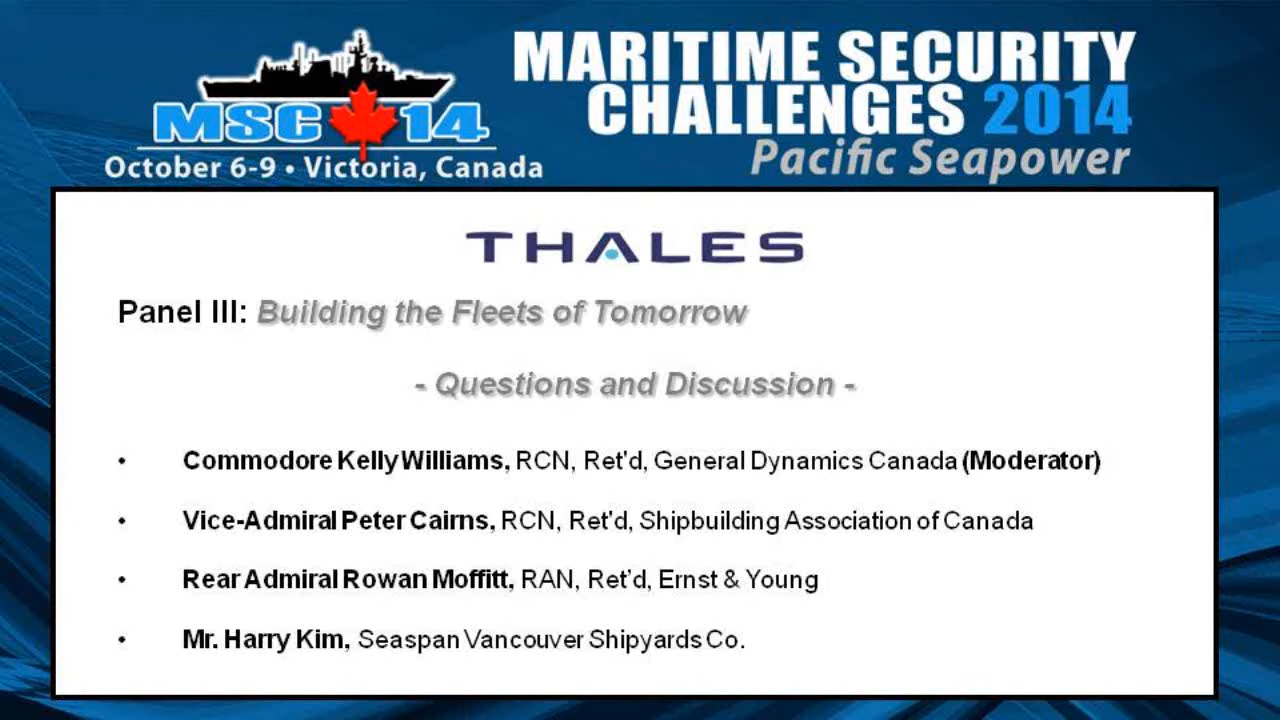 MSC 14
October 6-9 • Victoria, Canada
MARITIME SECURITY
CHALLENGES 2014
Pacific Seapower
THALES
Panel III: Building the Fleets of Tomorrow
- Questions and Discussion -
• Commodore Kelly Williams, RCN, Ret'd, General Dynamics Canada (Moderator)
• Vice-Admiral Peter Cairns, RCN, Ret'd, Shipbuilding Association of Canada
• Rear Admiral Rowan Moffitt, RAN, Ret’d, Ernst & Young
• Mr. Harry Kim, Seaspan Vancouver Shipyards Co.